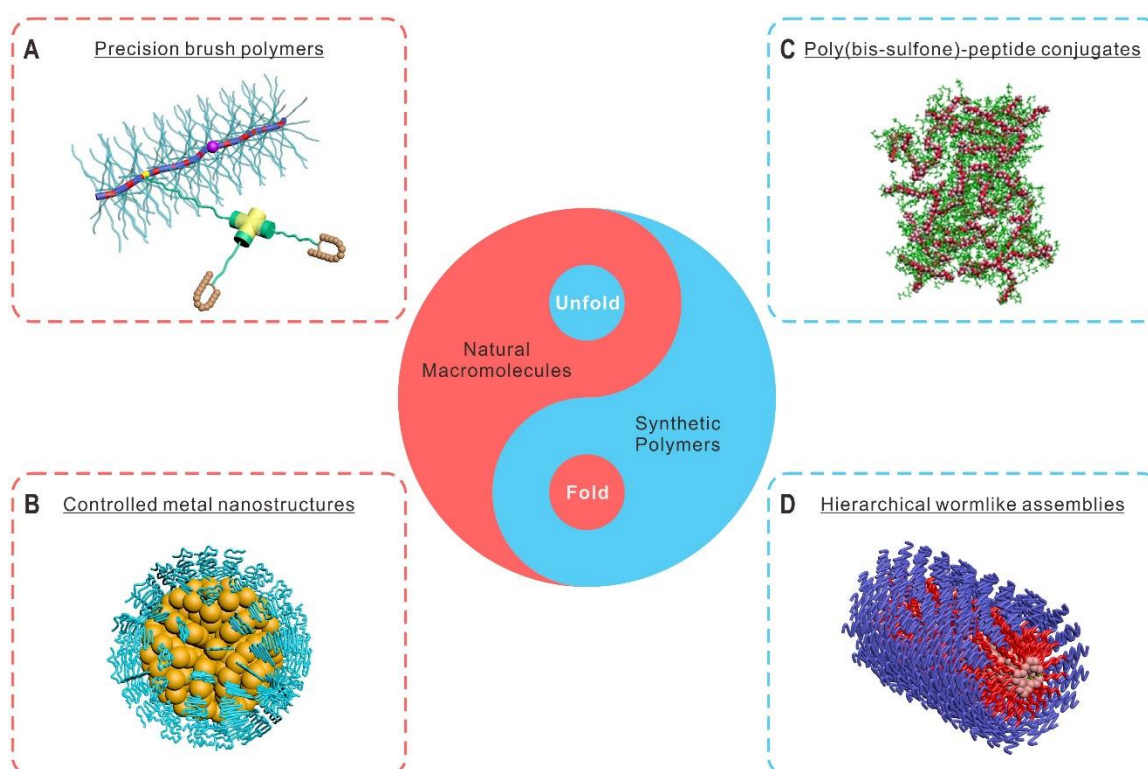 A Precision brush polymers
C Poly(bis-sulfone)-peptide conjugates
Unfold
Natural
Macromolecules
Synthetic
Polymers
Fold
B Controlled metal nanostructures
D Hierarchical wormlike assemblies